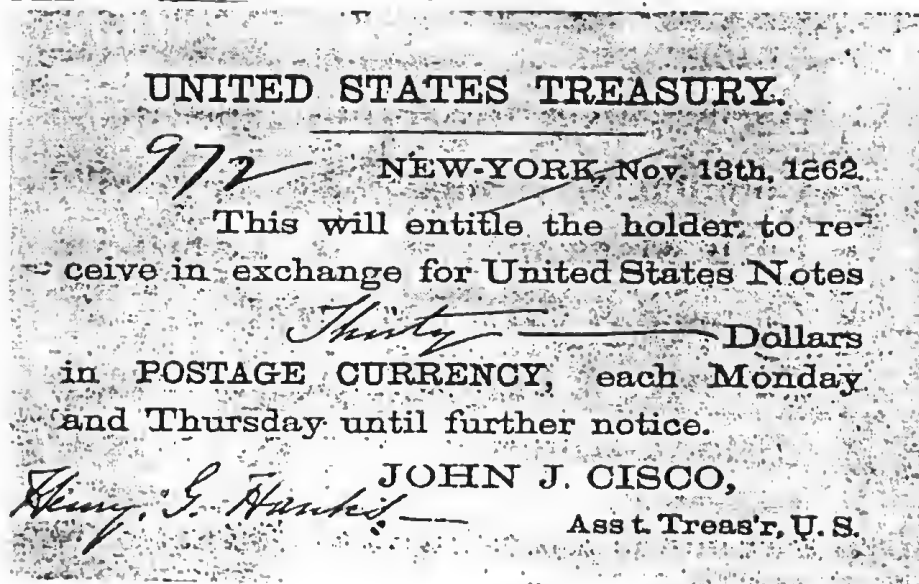 UNITED STATES TREASURY.
972 NEW-YORK, Nov. 13th, 1862.
This will entitle the holder to re-
ceive in exchange for United States Notes
Thirty Dollars
in POSTAGE CURRENCY, each Monday
and Thursday until further notice.
JOHN J. CISCO,
Henry. G.
Ass t. Treas'r, U. S.